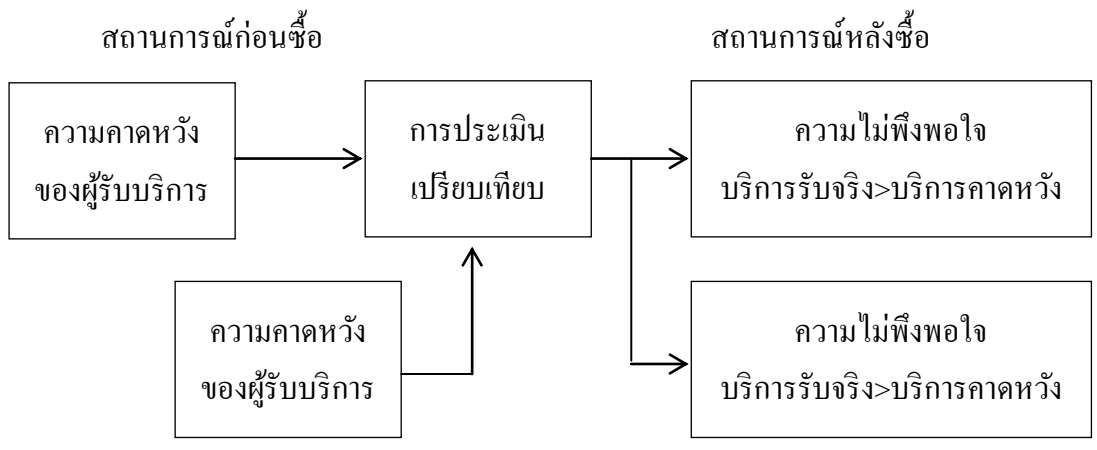 สถานการณ์ก่อนซื้อ
สถานการณ์หลังซื้อ
ความคาดหวัง
ของผู้รับบริการ
การประเมิน
เปรียบเทียบ
ความไม่พึงพอใจ
บริการรับจริง>บริการคาดหวัง
ความคาดหวัง
ของผู้รับบริการ
ความไม่พึงพอใจ
บริการรับจริง>บริการคาดหวัง